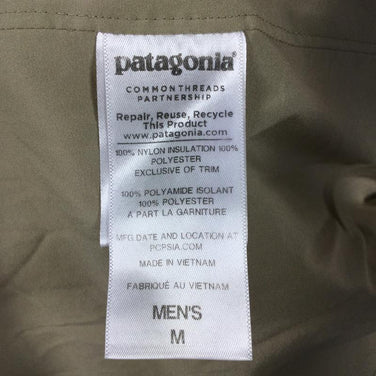 patagonia®
COMMON THREADS
PARTNERSHIP
Repair, Reuse, Recycle
This Product
www.patagonia.com
100% NYLON INSULATION 100%
POLYESTER
EXCLUSIVE OF TRIM
100% POLYAMIDE ISOLANT
100% POLYESTER
A PART LA GARNITURE
MFG DATE AND LOCATION AT
PCPSIA.COM
MADE IN VIETNAM
FABRIQUÉ AU VIETNAM
MEN'S
M